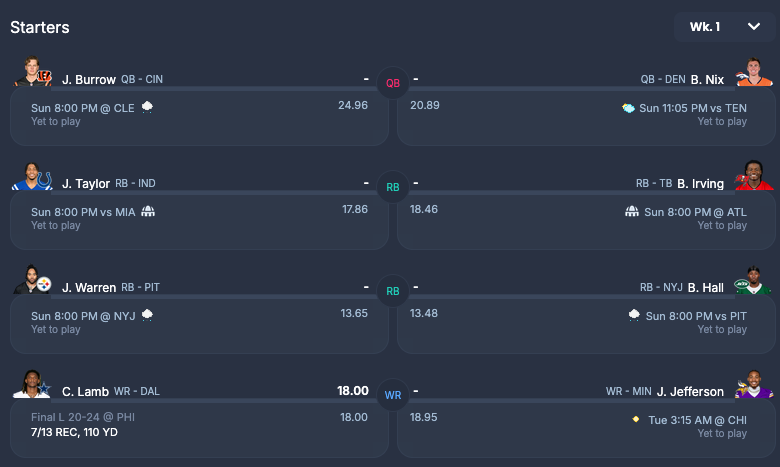 Starters
Wk. 1
J. Burrow QB - CIN
-
QB
-
QB - DEN B. Nix
Sun 8:00 PM @ CLE
24.96
20.89
Sun 11:05 PM vs TEN
Yet to play
Yet to play
J. Taylor RB - IND
-
RB
-
RB - TB B. Irving
Sun 8:00 PM vs MIA
17.86
18.46
Sun 8:00 PM @ ATL
Yet to play
Yet to play
J. Warren RB - PIT
-
RB
-
RB - NYJ B. Hall
Sun 8:00 PM @ NYJ
13.65
13.48
Sun 8:00 PM vs PIT
Yet to play
Yet to play
C. Lamb WR - DAL
18.00
WR
-
WR - MIN J. Jefferson
Final L 20-24 @ PHI
18.00
18.95
Tue 3:15 AM @ CHI
7/13 REC, 110 YD
Yet to play